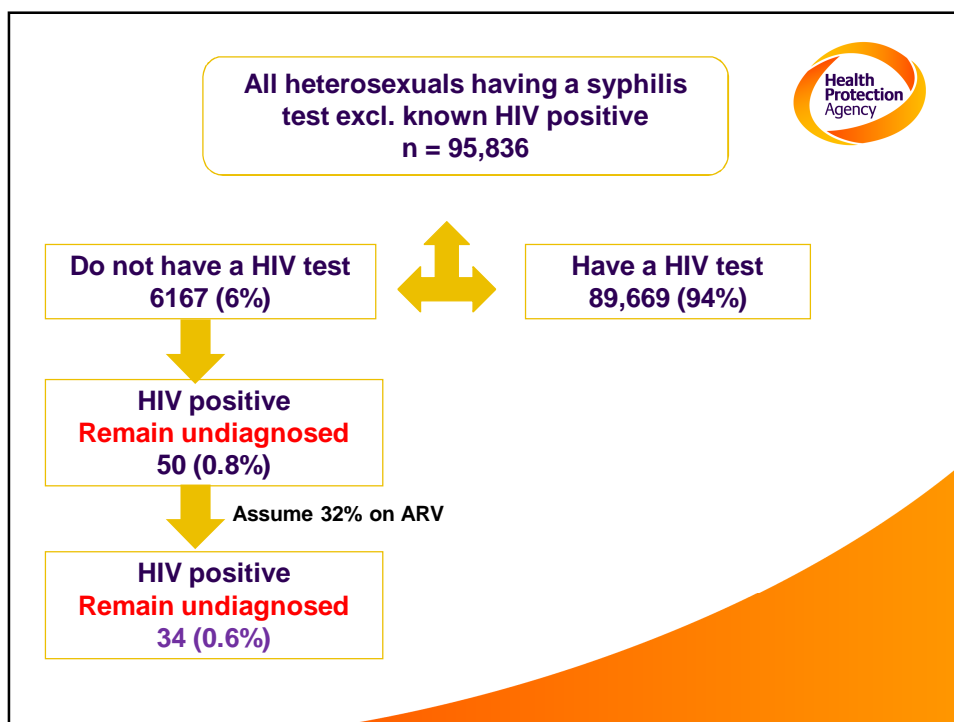 All heterosexuals having a syphilis
test excl. known HIV positive
n = 95,836
Health
Protection
Agency
Do not have a HIV test
6167 (6%)
Have a HIV test
89,669 (94%)
HIV positive
Remain undiagnosed
50 (0.8%)
Assume 32% on ARV
HIV positive
Remain undiagnosed
34 (0.6%)